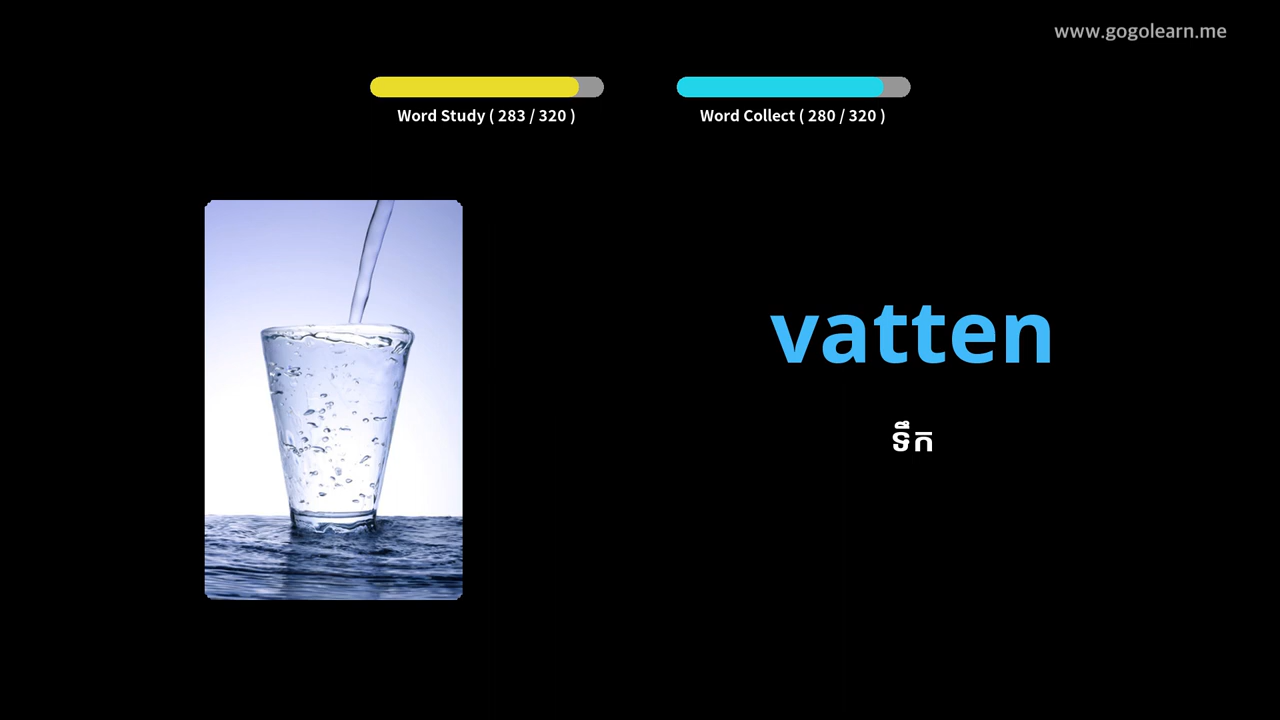 www.gogolearn.me
Word Study ( 283 / 320 )
Word Collect ( 280 / 320 )
vatten
ទឹក